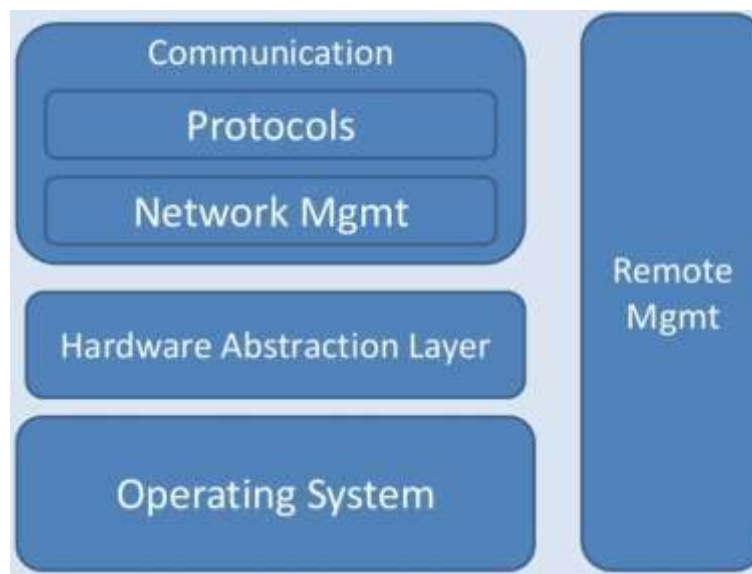 Communication
Protocols
Network Mgmt
Hardware Abstraction Layer
Operating System
Remote
Mgmt